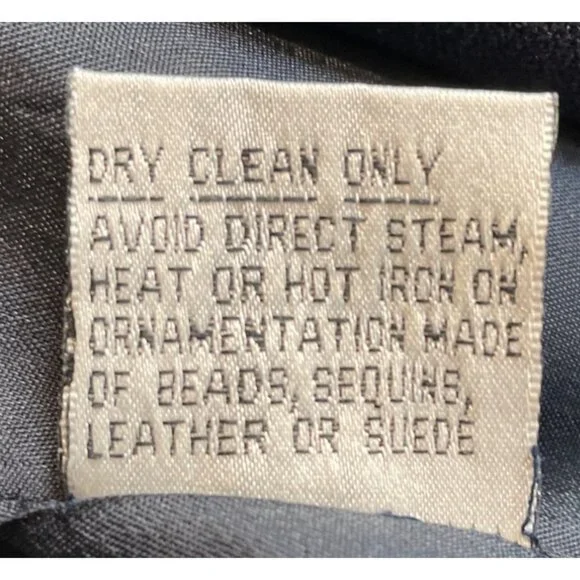 DRY CLEAN ONLY
AVOID DIRECT STEAM,
HEAT OR HOT IRON ON
ORNAMENTATION MADE
OF BEADS, SEQUINS,
LEATHER OR SUEDE